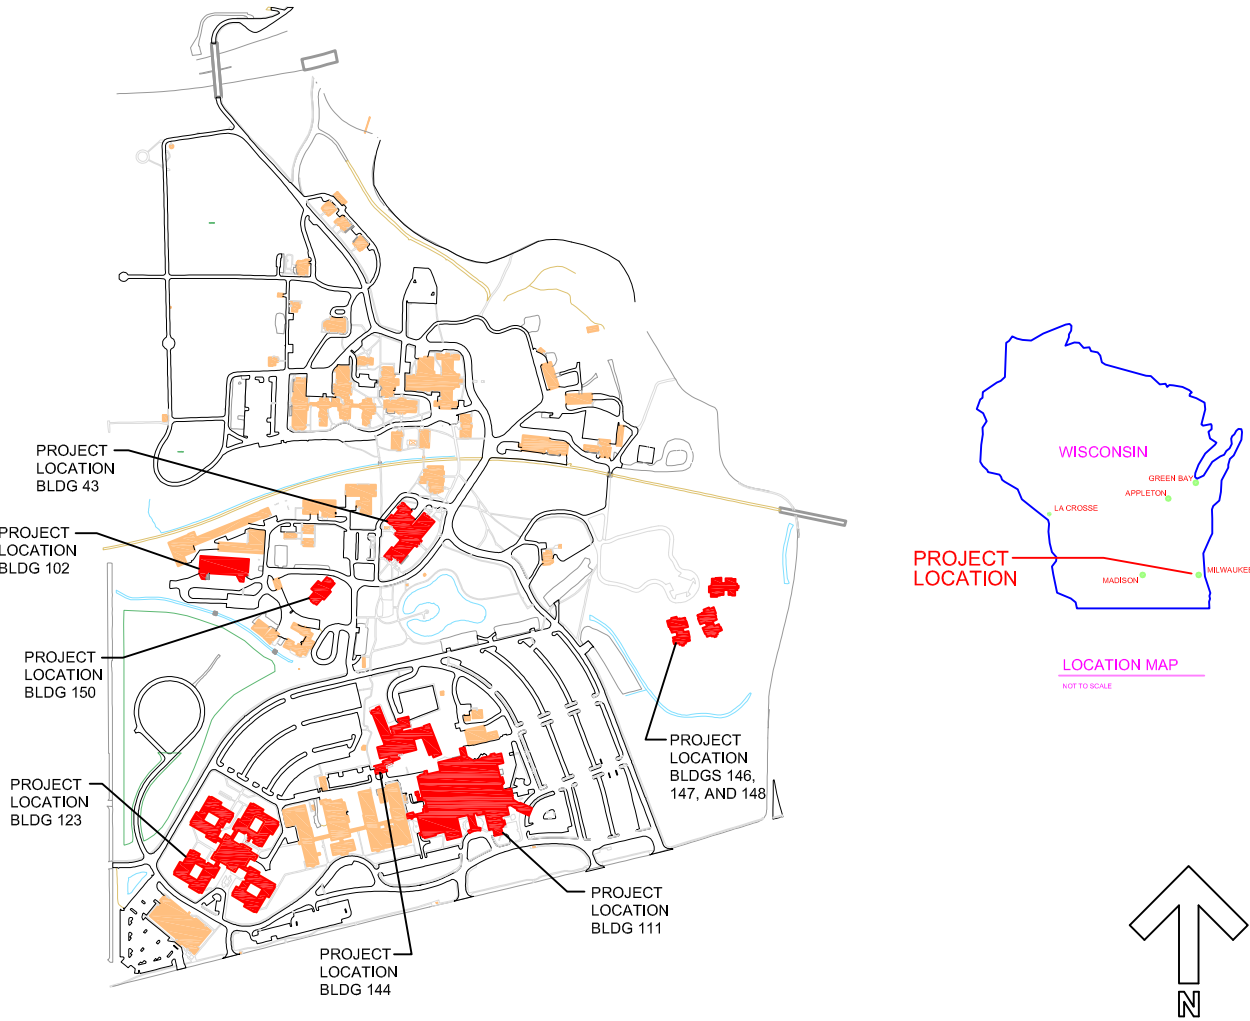 PROJECT
LOCATION
BLDG 43
PROJECT
LOCATION
BLDG 102
PROJECT
LOCATION
BLDG 150
PROJECT
LOCATION
BLDG 123
PROJECT
LOCATION
BLDG 144
PROJECT
LOCATION
BLDG 111
PROJECT
LOCATION
BLDGS 146,
147, AND 148
WISCONSIN
GREEN BAY
APPLETON
LA CROSSE
PROJECT
LOCATION
MADISON
MILWAUKEE
LOCATION MAP
NOT TO SCALE
N